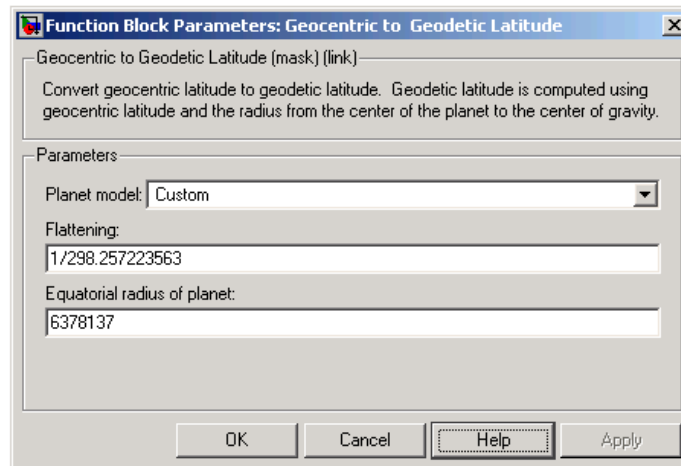 Function Block Parameters: Geocentric to Geodetic Latitude
Geocentric to Geodetic Latitude (mask) (link)
Convert geocentric latitude to geodetic latitude. Geodetic latitude is computed using
geocentric latitude and the radius from the center of the planet to the center of gravity.
Parameters
Planet model: Custom
Flattening:
1/298.257223563
Equatorial radius of planet:
6378137
OK Cancel Help Apply